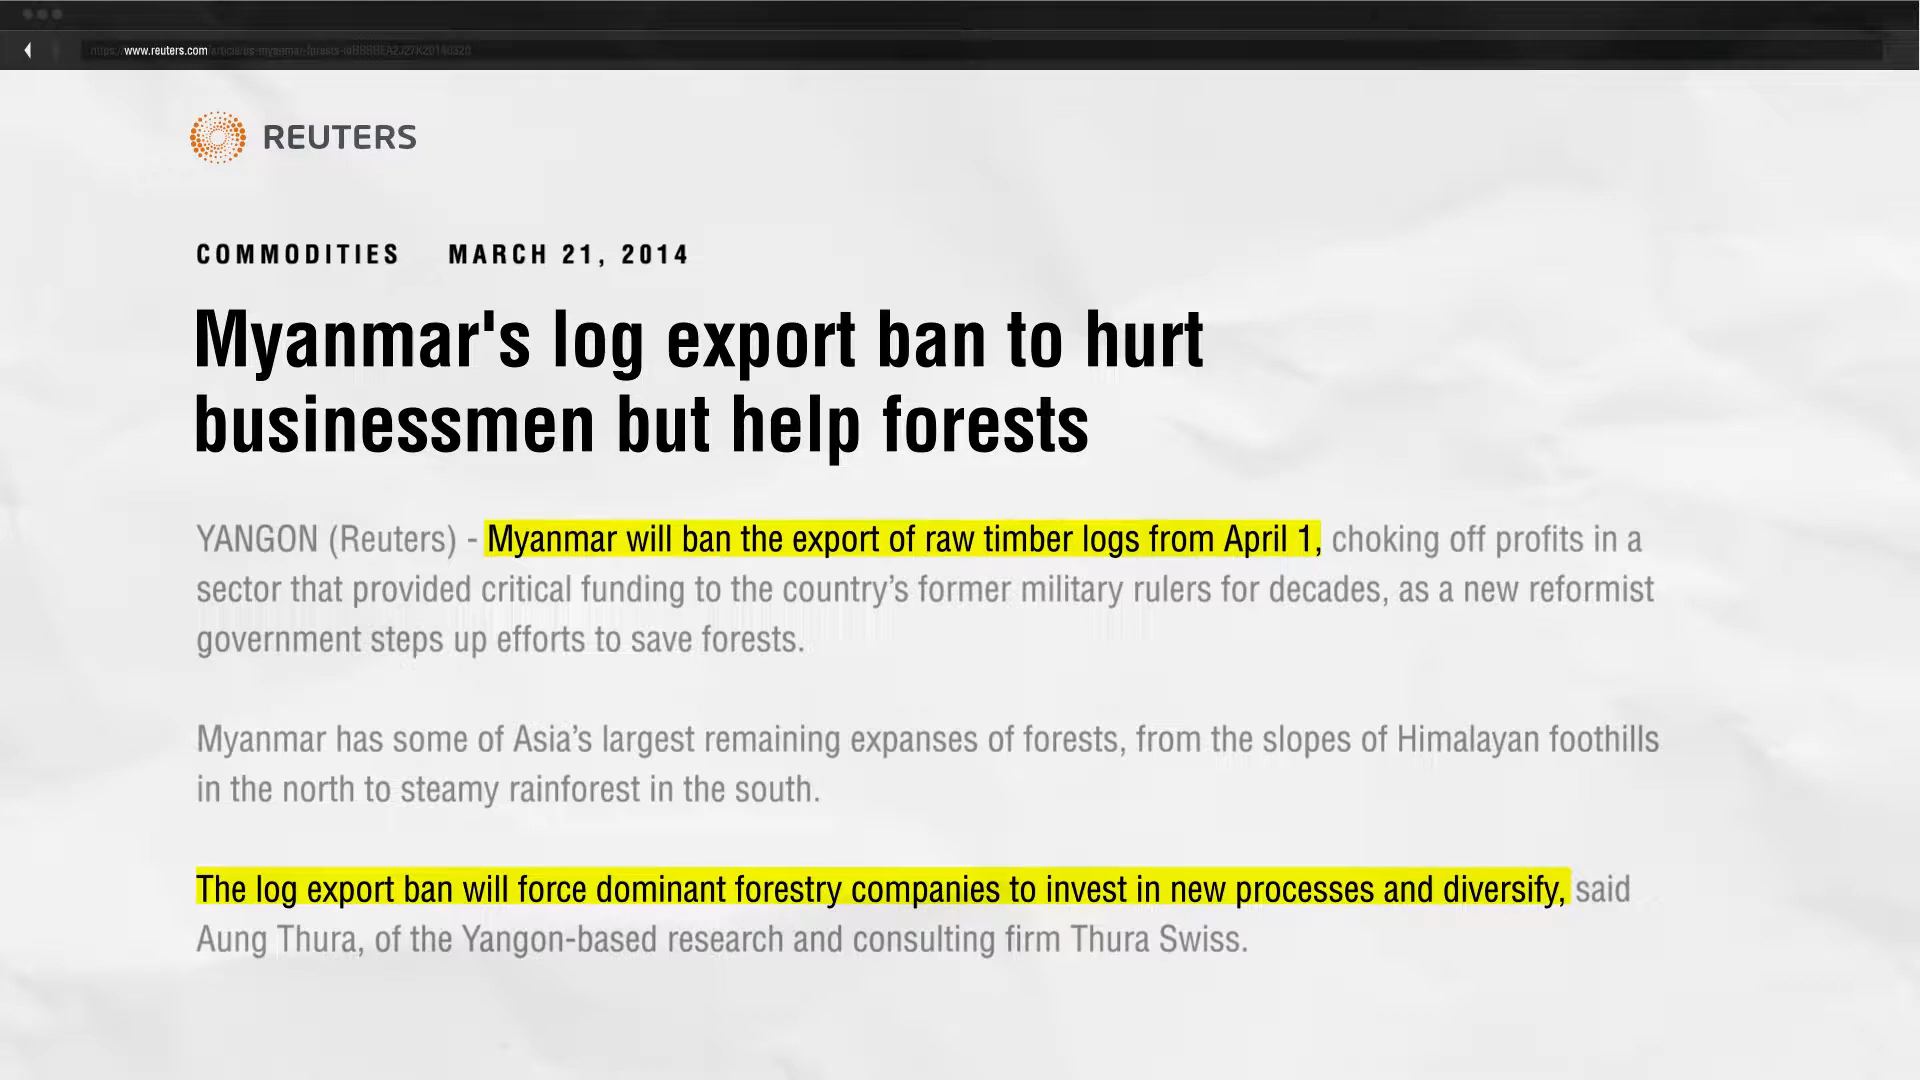 www.reuters.com
REUTERS
COMMODITIES MARCH 21, 2014
Myanmar's log export ban to hurt
businessmen but help forests
YANGON (Reuters) - Myanmar will ban the export of raw timber logs from April 1, choking off profits in a
sector that provided critical funding to the country’s former military rulers for decades, as a new reformist
government steps up efforts to save forests.
Myanmar has some of Asia’s largest remaining expanses of forests, from the slopes of Himalayan foothills
in the north to steamy rainforest in the south.
The log export ban will force dominant forestry companies to invest in new processes and diversify, said
Aung Thura, of the Yangon-based research and consulting firm Thura Swiss.